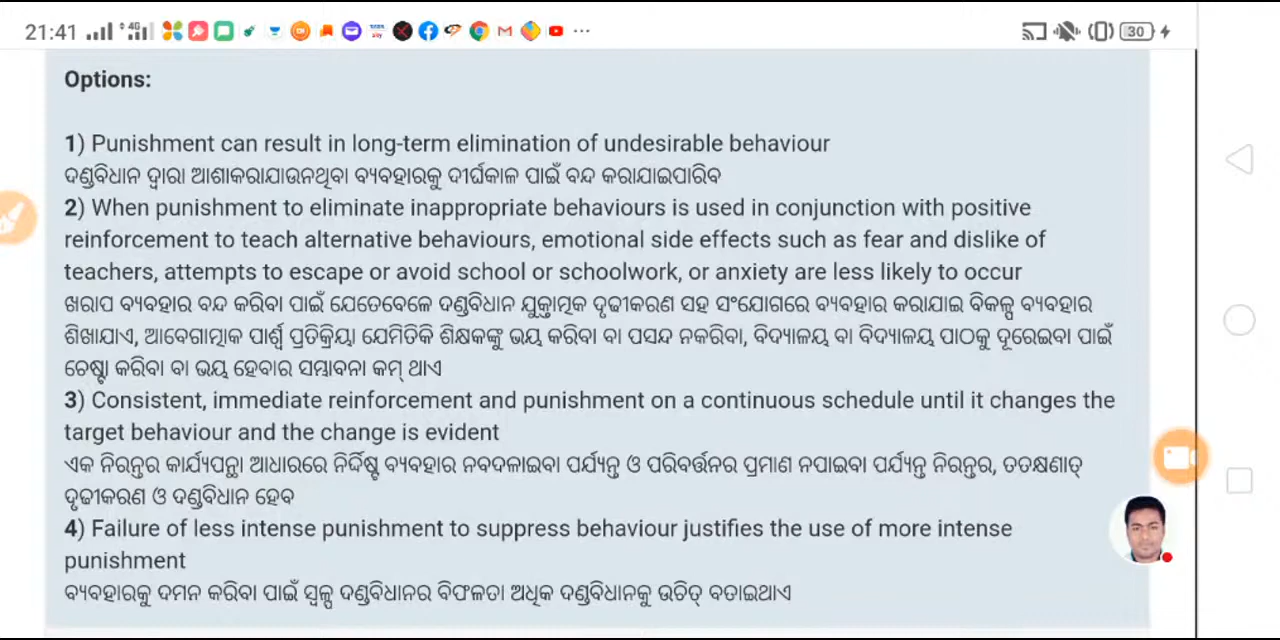 21:41
4G
30
Options:
1) Punishment can result in long-term elimination of undesirable behaviour
ଦଣ୍ଡବିଧାନ ଦ୍ୱାରା ଆଶାକରାଯାଉନଥିବା ବ୍ୟବହାରକୁ ଦୀର୍ଘକାଳ ପାଇଁ ବନ୍ଦ କରାଯାଇପାରିବ
2) When punishment to eliminate inappropriate behaviours is used in conjunction with positive
reinforcement to teach alternative behaviours, emotional side effects such as fear and dislike of
teachers, attempts to escape or avoid school or schoolwork, or anxiety are less likely to occur
ଖରାପ ବ୍ୟବହାର ବନ୍ଦ କରିବା ପାଇଁ ଯେତେବେଳେ ଦଣ୍ଡବିଧାନ ଯୁକ୍ତାତ୍ମକ ଦୃଢୀକରଣ ସହ ସଂଯୋଗରେ ବ୍ୟବହାର କରାଯାଇ ବିକଳ୍ପ ବ୍ୟବହାର
ଶିଖାଯାଏ, ଆବେଗାତ୍ମାକ ପାର୍ଶ୍ୱ ପ୍ରତିକ୍ରିୟା ଯେମିତିକି ଶିକ୍ଷକଙ୍କୁ ଭୟ କରିବା ବା ପସନ୍ଦ ନକରିବା, ବିଦ୍ୟାଳୟ ବା ବିଦ୍ୟାଳୟ ପାଠକୁ ଦୂରେଇବା ପାଇଁ
ଚେଷ୍ଟା କରିବା ବା ଭୟ ହେବାର ସମ୍ଭାବନା କମ୍ ଥାଏ
3) Consistent, immediate reinforcement and punishment on a continuous schedule until it changes the
target behaviour and the change is evident
ଏକ ନିରନ୍ତର କାର୍ଯ୍ୟପନ୍ଥା ଆଧାରରେ ନିର୍ଦ୍ଦିଷ୍ଟ ବ୍ୟବହାର ନବଦଳାଇବା ପର୍ଯ୍ୟନ୍ତ ଓ ପରିବର୍ତ୍ତନର ପ୍ରମାଣ ନପାଇବା ପର୍ଯ୍ୟନ୍ତ ନିରନ୍ତର, ତତକ୍ଷଣାତ୍
ଦୃଢୀକରଣ ଓ ଦଣ୍ଡବିଧାନ ହେବ
4) Failure of less intense punishment to suppress behaviour justifies the use of more intense
punishment
ବ୍ୟବହାରକୁ ଦମନ କରିବା ପାଇଁ ସ୍ୱଳ୍ପ ଦଣ୍ଡବିଧାନର ବିଫଳତା ଅଧିକ ଦଣ୍ଡବିଧାନକୁ ଉଚିତ୍ ବତାଇଥାଏ